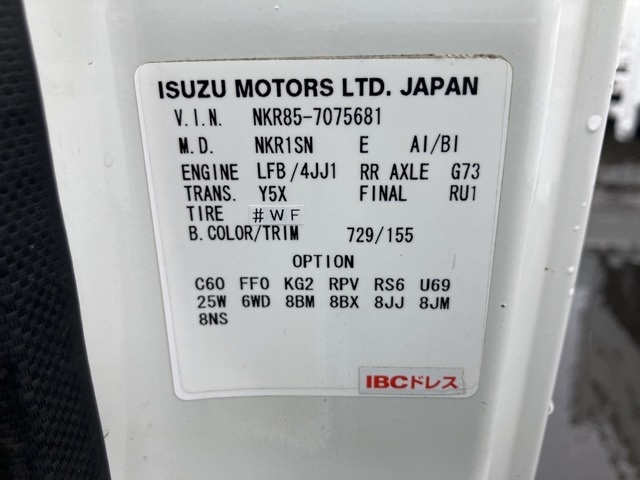 ISUZU MOTORS LTD. JAPAN
V.I.N. NKR85-7075681
M.D. NKR1SN E AI/BI
ENGINE LFB/4JJ1 RR AXLE G73
TRANS. Y5X FINAL RU1
TIRE #WF
B.COLOR/TRIM 729/155
OPTION
C60 FF0 KG2 RPV RS6 U69
25W 6WD 8BM 8BX 8JJ 8JM
8NS
IBCドレス